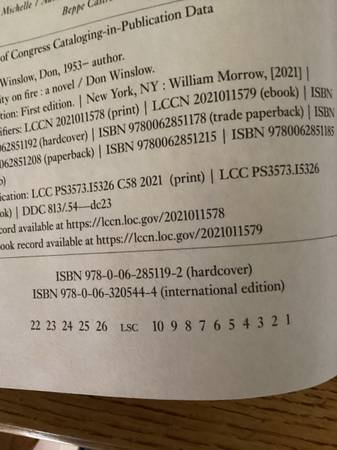 Michelle / 
Beppe
of Congress Cataloging-in-Publication Data
Winslow, Don, 1953– author.
ity on fire : a novel / Don Winslow.
tion: First edition. | New York, NY : William Morrow, [2021] |
ifiers: LCCN 2021011578 (print) | LCCN 2021011579 (ebook) | ISBN
062851192 (hardcover) | ISBN 9780062851178 (trade paperback) | ISBN
062851208 (paperback) | ISBN 9780062851215 | ISBN 9780062851185
b)
ication: LCC PS3573.I5326 C58 2021 (print) | LCC PS3573.I5326
ok) | DDC 813/.54—dc23
cord available at https://lccn.loc.gov/2021011578
ook record available at https://lccn.loc.gov/2021011579
ISBN 978-0-06-285119-2 (hardcover)
ISBN 978-0-06-320544-4 (international edition)
22 23 24 25 26 LSC 10 9 8 7 6 5 4 3 2 1